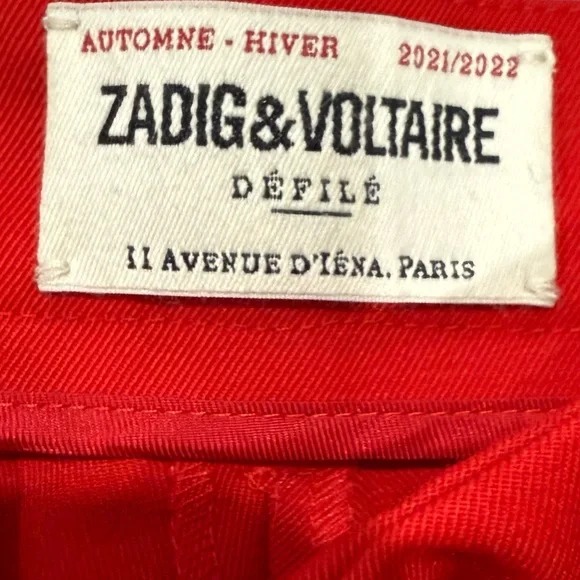 AUTOMNE - HIVER 2021/2022
ZADIG&VOLTAIRE
DÉFILÉ
11 AVENUE D'IÉNA, PARIS